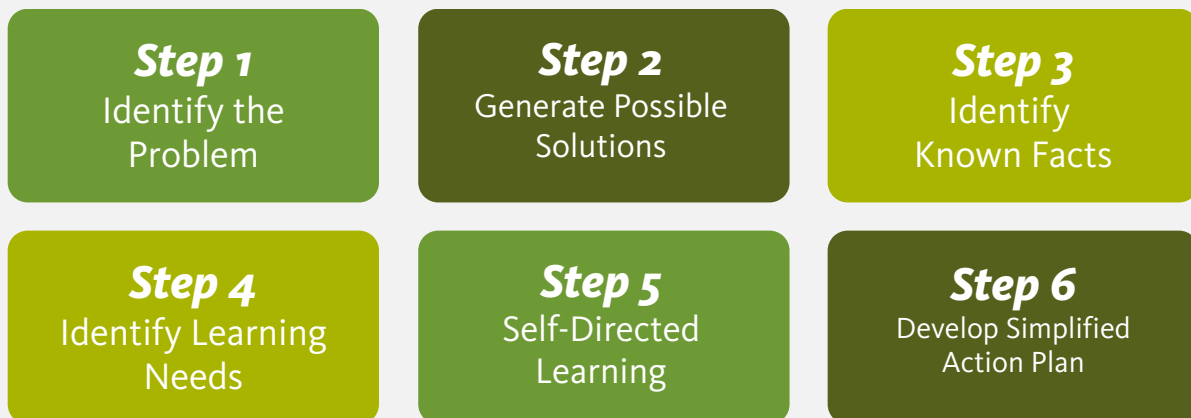 Step 1
Identify the
Problem
Step 2
Generate Possible
Solutions
Step 3
Identify
Known Facts
Step 4
Identify Learning
Needs
Step 5
Self-Directed
Learning
Step 6
Develop Simplified
Action Plan